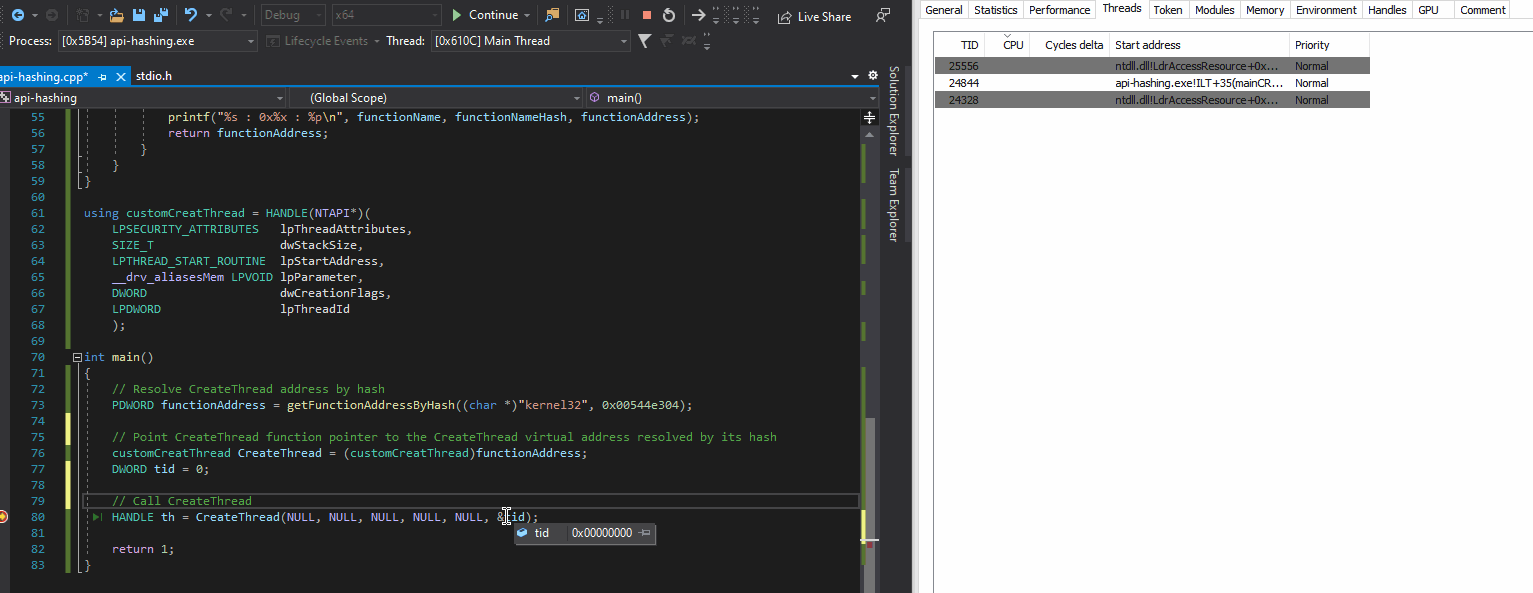 Debug x64 Continue Live Share
Process: [0x5B54] api-hashing.exe Lifecycle Events Thread: [0x610C] Main Thread
api-hashing.cpp* stdio.h
api-hashing (Global Scope) main()
55 printf("%s : 0x%x : %p\n", functionName, functionNameHash, functionAddress);
56 return functionAddress;
57 }
58 }
59 }
60
61 using customCreatThread = HANDLE(NTAPI*)(
62 LPSECURITY_ATTRIBUTES lpThreadAttributes,
63 SIZE_T dwStackSize,
64 LPTHREAD_START_ROUTINE lpStartAddress,
65 __drv_aliasesMem LPVOID lpParameter,
66 DWORD dwCreationFlags,
67 LPDWORD lpThreadId
68 );
69
70 int main()
71 {
72 // Resolve CreateThread address by hash
73 PDWORD functionAddress = getFunctionAddressByHash((char *)"kernel32", 0x00544e304);
74
75 // Point CreateThread function pointer to the CreateThread virtual address resolved by its hash
76 customCreatThread CreateThread = (customCreatThread)functionAddress;
77 DWORD tid = 0;
78
79 // Call CreateThread
80 HANDLE th = CreateThread(NULL, NULL, NULL, NULL, NULL, &tid);
tid 0x00000000
81
82 return 1;
83 }
Solution Explorer
Team Explorer
General Statistics Performance Threads Token Modules Memory Environment Handles GPU Comment
TID CPU Cycles delta Start address Priority
25556 ntdll.dll!LdrAccessResource+0x... Normal
24844 api-hashing.exe!ILT+35(mainCR... Normal
24328 ntdll.dll!LdrAccessResource+0x... Normal